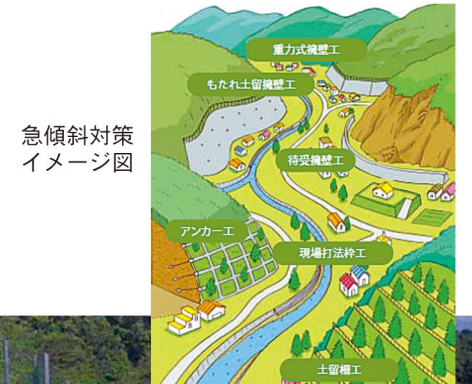 重力式擁壁工
もたれ土留擁壁工
急傾斜対策
イメージ図
待受擁壁工
アンカー工
現場打法枠工
土留柵工